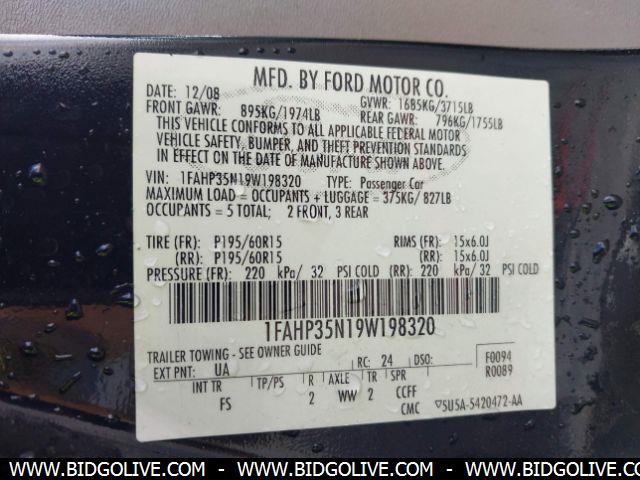 MFD. BY FORD MOTOR CO.
DATE: 12/08 GVWR: 1685KG/3715LB
FRONT GAWR: 895KG/1974LB REAR GAWR: 796KG/1755LB
THIS VEHICLE CONFORMS TO ALL APPLICABLE FEDERAL MOTOR
VEHICLE SAFETY, BUMPER, AND THEFT PREVENTION STANDARDS
IN EFFECT ON THE DATE OF MANUFACTURE SHOWN ABOVE.
VIN: 1FAHP35N19W198320 TYPE: Passenger Car
MAXIMUM LOAD = OCCUPANTS + LUGGAGE = 375KG/ 827LB
OCCUPANTS = 5 TOTAL; 2 FRONT, 3 REAR
TIRE (FR): P195/60R15 RIMS (FR): 15x6.0J
(RR): P195/60R15 (RR): 15x6.0J
PRESSURE (FR): 220 kPa/ 32 PSI COLD (RR): 220 kPa/ 32 PSI COLD
1FAHP35N19W198320
TRAILER TOWING - SEE OWNER GUIDE
EXT PNT: UA RC: 24 DSO: F0094
INT TR TP/PS R AXLE TR SPR R0089
FS 2 WW 2 CCFF
CMC ▽SU5A-5420472-AA
WWW.BIDGOLIVE.COM - WWW.BIDGOLIVE.COM - WWW.BIDGOLIVE.COM - WWW.BIDGOLIVE.COM